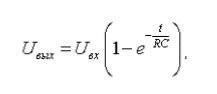 U_вых = U_вх (1 − e^(−t/RC)).